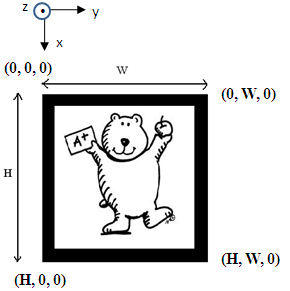 z
y
x
(0, 0, 0)
W
(0, W, 0)
A+
H
(H, W, 0)
(H, 0, 0)